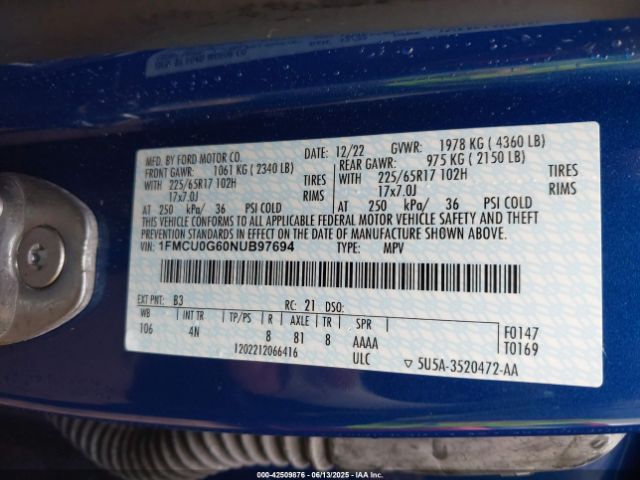 MFD. BY FORD MOTOR CO.
DATE: 12/22 GVWR: 1978 KG ( 4360 LB)
FRONT GAWR: 1061 KG ( 2340 LB) REAR GAWR: 975 KG ( 2150 LB)
WITH 225/65R17 102H TIRES WITH 225/65R17 102H TIRES
17x7.0J RIMS 17x7.0J RIMS
AT 250 kPa/ 36 PSI COLD AT 250 kPa/ 36 PSI COLD
THIS VEHICLE CONFORMS TO ALL APPLICABLE FEDERAL MOTOR VEHICLE SAFETY AND THEFT
PREVENTION STANDARDS IN EFFECT ON THE DATE OF MANUFACTURE SHOWN ABOVE.
VIN: 1FMCU0G60NUB97694 TYPE: MPV
EXT PNT: B3 RC: 21 DSO:
WB INT TR TP/PS R AXLE TR SPR
106 4N 8 81 8 AAAA
F0147
T0169
1202212066416 ULC 5U5A-3520472-AA
000-42509876 - 06/13/2025 - IAAI.COM